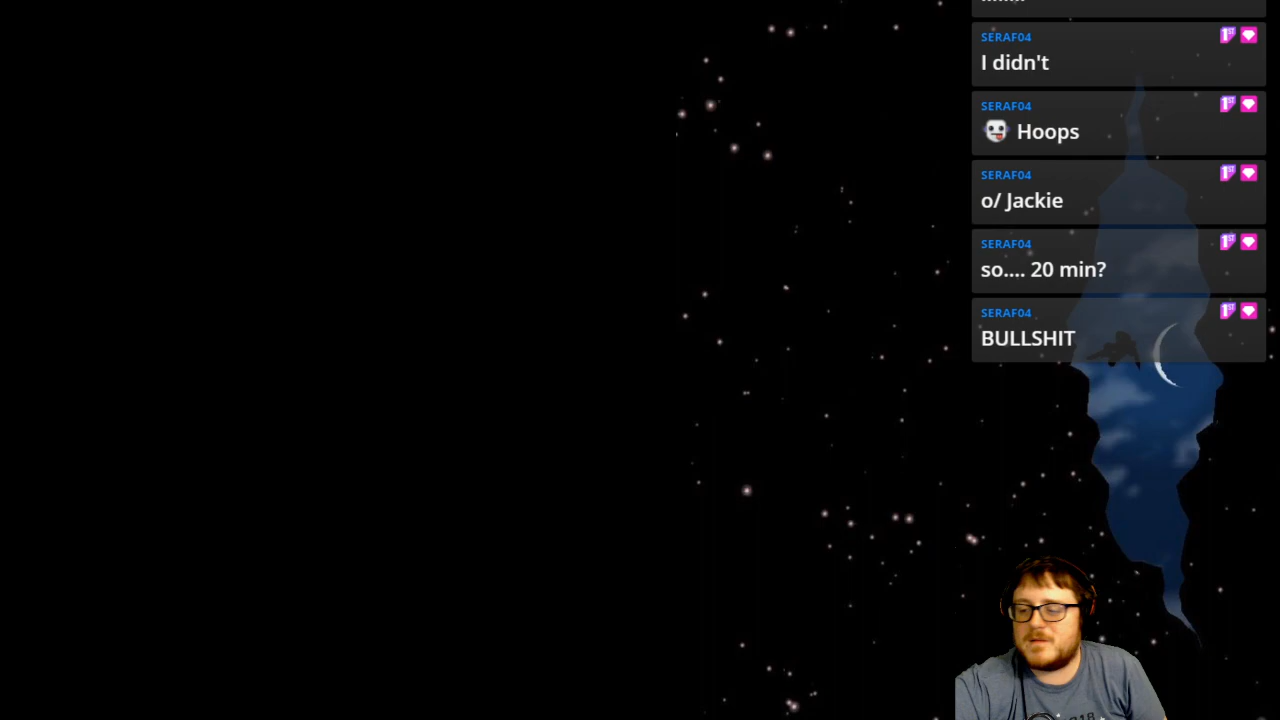 SERAF04
I didn't
SERAF04
Hoops
SERAF04
o/ Jackie
SERAF04
so.... 20 min?
SERAF04
BULLSHIT